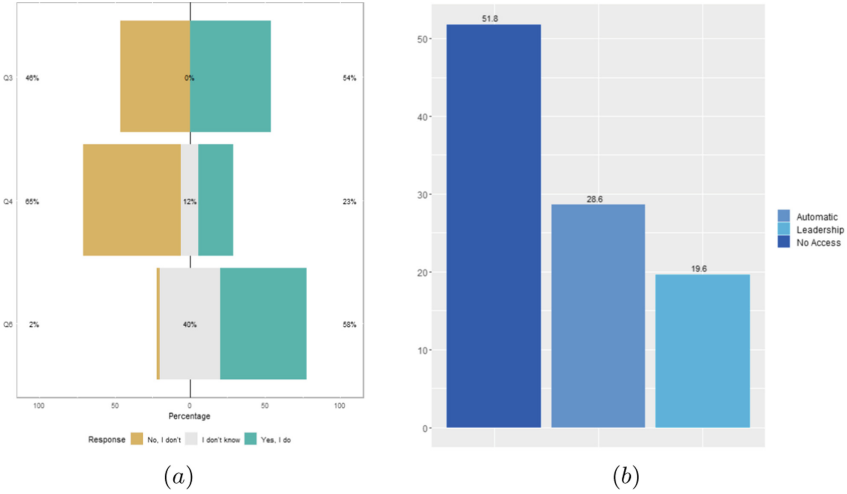 Q3 46% 0% 54%
Q4 65% 12% 23%
Q6 2% 40% 58%
100 50 0 50 100
Percentage
Response No, I don't I don't know Yes, I do
(a)
51.8
50
40
30
28.6
20
19.6
10
0
Automatic
Leadership
No Access
(b)